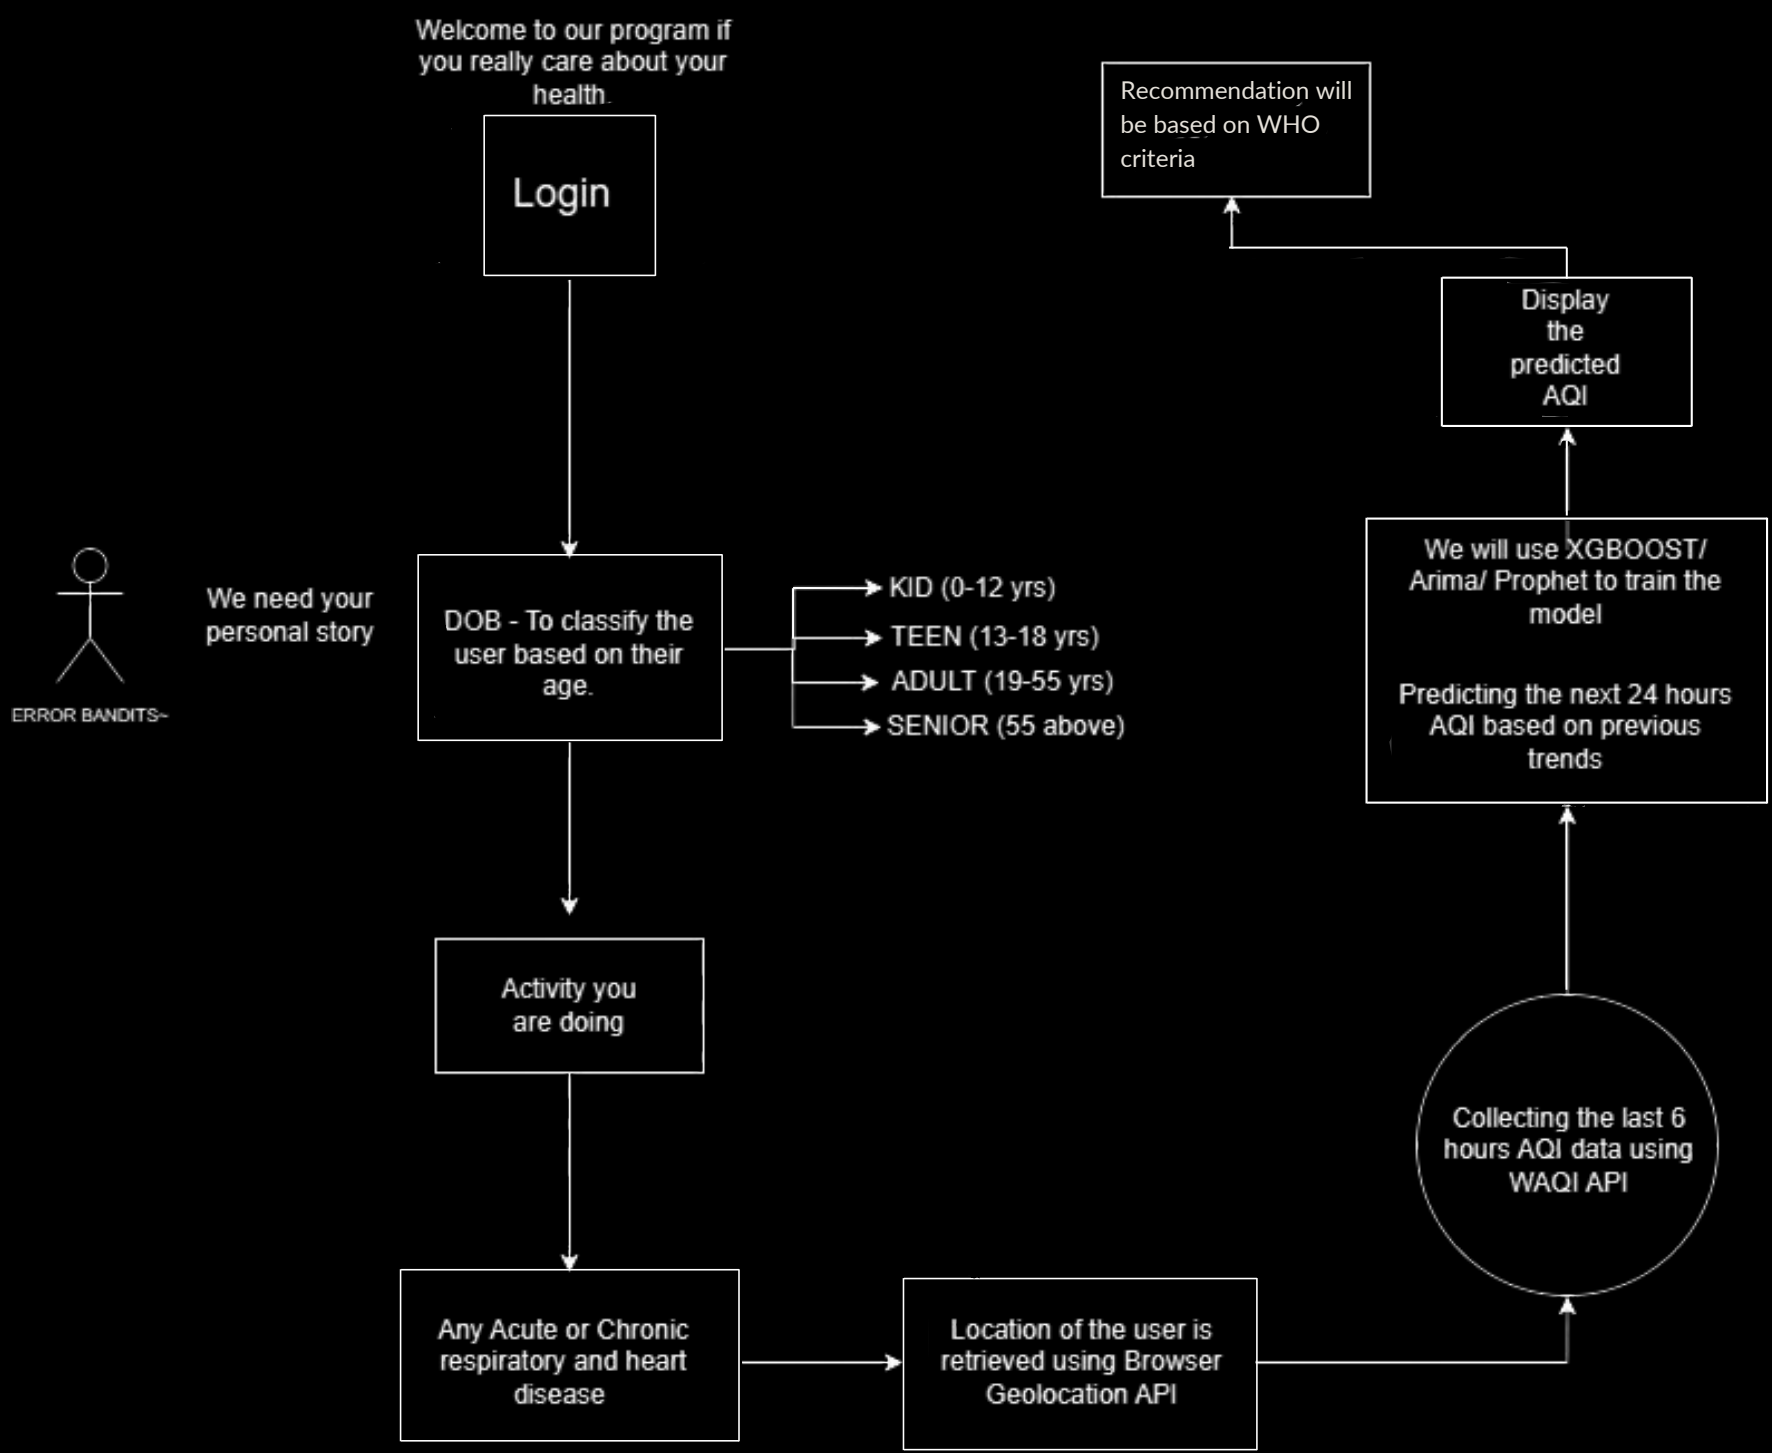 Welcome to our program if
you really care about your
health.
Login
ERROR BANDITS~
We need your
personal story
DOB - To classify the
user based on their
age.
KID (0-12 yrs)
TEEN (13-18 yrs)
ADULT (19-55 yrs)
SENIOR (55 above)
Activity you
are doing
Any Acute or Chronic
respiratory and heart
disease
Location of the user is
retrieved using Browser
Geolocation API
Collecting the last 6
hours AQI data using
WAQI API
We will use XGBOOST/
Arima/ Prophet to train the
model
Predicting the next 24 hours
AQI based on previous
trends
Display
the
predicted
AQI
Recommendation will
be based on WHO
criteria